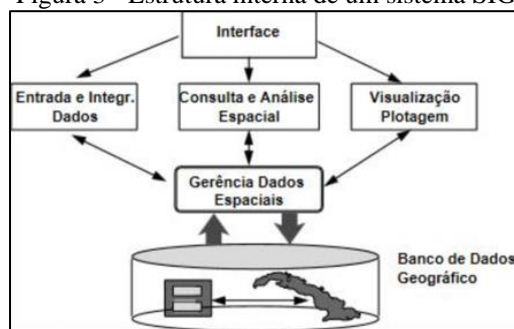 Figura 3 - Estrutura interna de um sistema SIG
Interface
Entrada e Integr.
Dados
Consulta e Análise
Espacial
Visualização
Plotagem
Gerência Dados
Espaciais
Banco de Dados
Geográfico